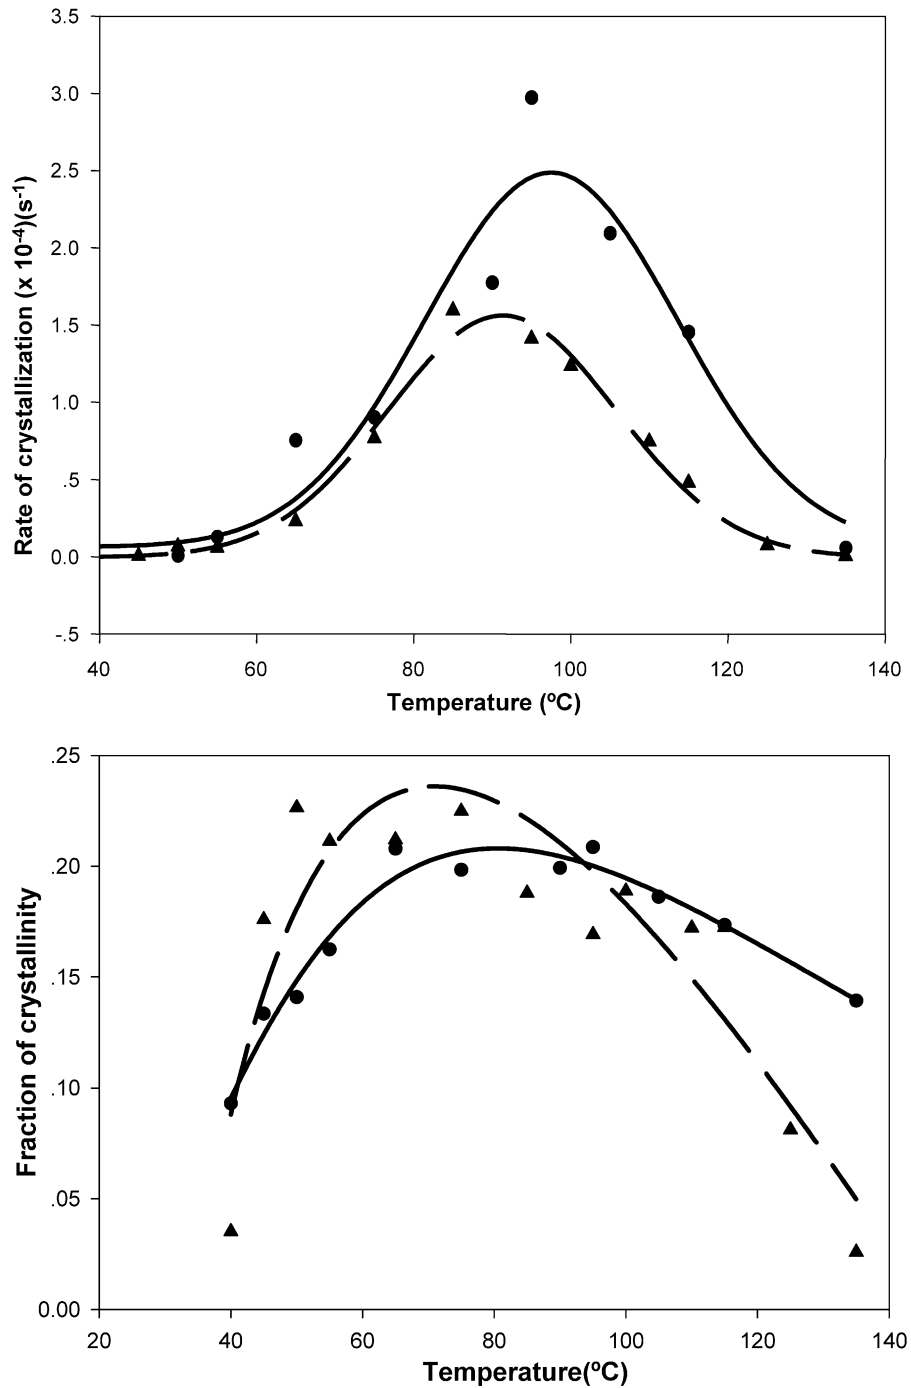 3.5
3.0
2.5
2.0
1.5
1.0
.5
0.0
-.5
Rate of crystallization (x 10-4)(s-1)
40 60 80 100 120 140
Temperature (ºC)
.25
.20
.15
.10
.05
0.00
Fraction of crystallinity
20 40 60 80 100 120 140
Temperature(ºC)